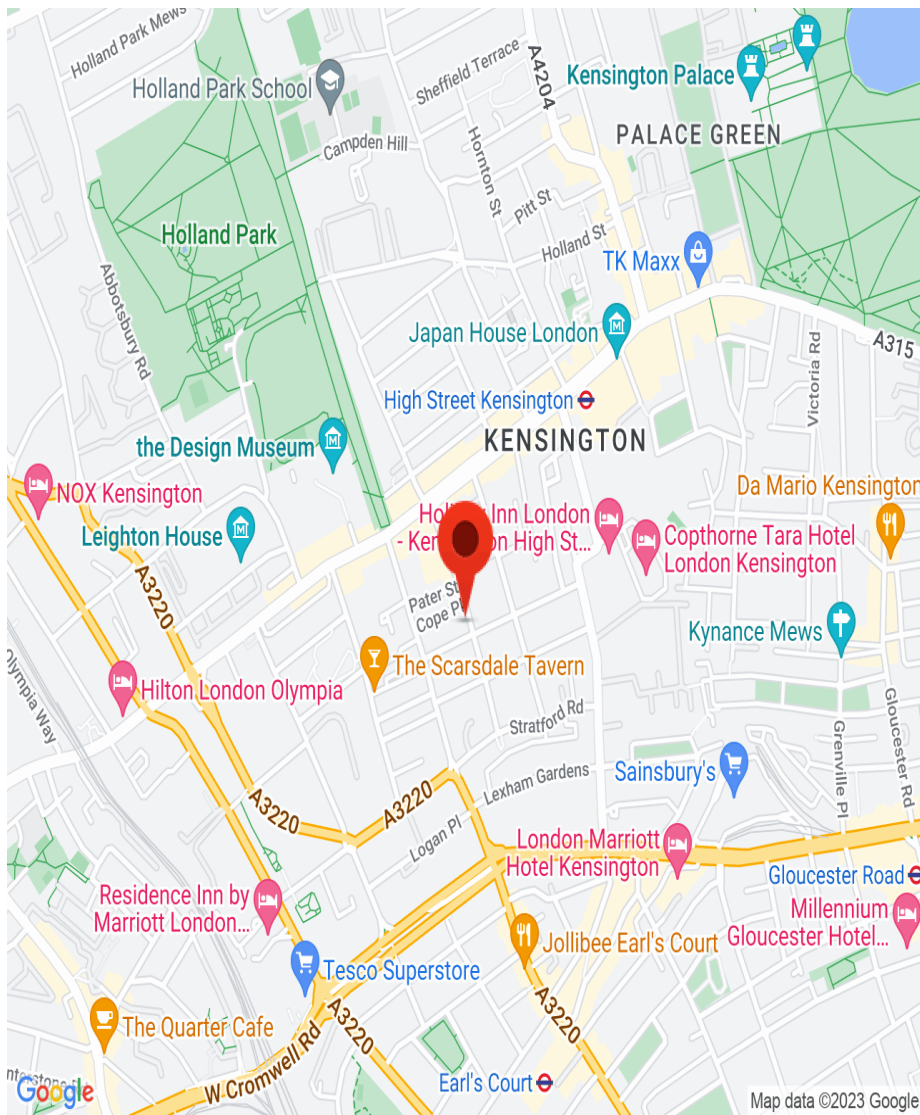 Holland Park Mews
Holland Park School
Sheffield Terrace
A4204
Kensington Palace
Campden Hill
Hornton St
PALACE GREEN
Pitt St
Holland Park
Holland St
TK Maxx
Abbotsbury Rd
Japan House London
A315
Victoria Rd
High Street Kensington
KENSINGTON
the Design Museum
NOX Kensington
Da Mario Kensington
Leighton House
Holi
Inn London
- Ken
on High St...
Copthorne Tara Hotel
London Kensington
A3220
Pater St
Cope Pl
Kynance Mews
The Scarsdale Tavern
Olympia Way
Hilton London Olympia
Stratford Rd
Gloucester Rd
Grenville Pl
Sainsbury's
Lexham Gardens
A3220
A3220
Logan Pl
London Marriott
Hotel Kensington
Gloucester Road
Residence Inn by
Marriott London...
Millennium
Gloucester Hotel...
Jollibee Earl's Court
Tesco Superstore
A3220
A3220
The Quarter Cafe
W Cromwell Rd
Earl's Court
Google
Map data ©2023 Google